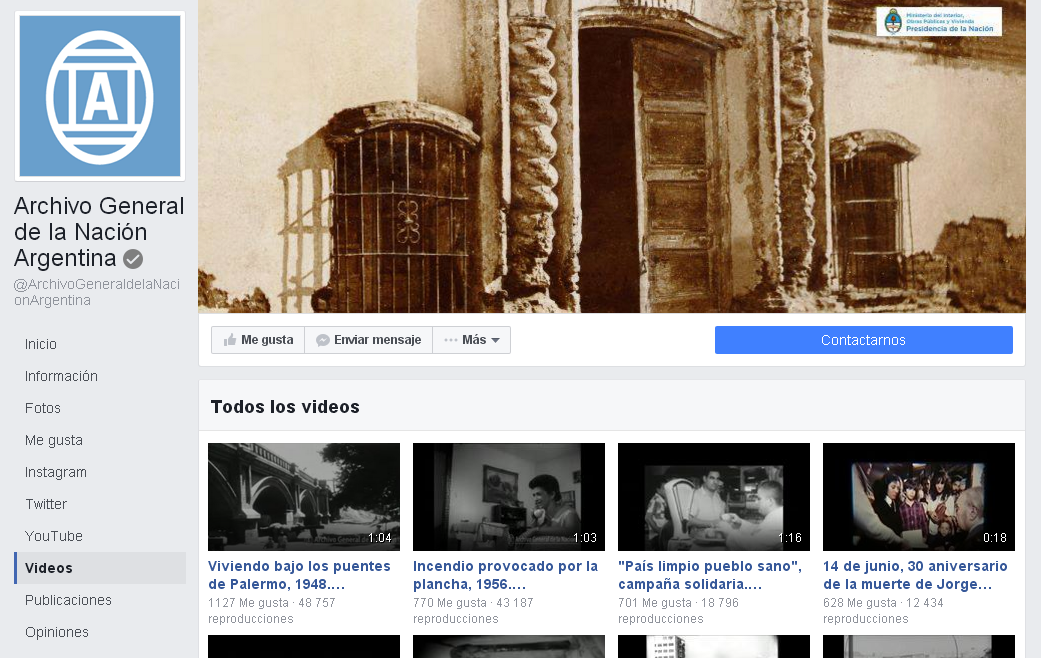 Ministerio del Interior,
Obras Públicas y Vivienda
Presidencia de la Nación
A
Archivo General
de la Nación
Argentina
@ArchivoGeneraldelaNaci
onArgentina
Inicio
Información
Fotos
Me gusta
Instagram
Twitter
YouTube
Videos
Publicaciones
Opiniones
Me gusta
Enviar mensaje
Más
Contactarnos
Todos los videos
1:04
Viviendo bajo los puentes
de Palermo, 1948....
1127 Me gusta · 48 757
reproducciones
1:03
Incendio provocado por la
plancha, 1956....
770 Me gusta · 43 187
reproducciones
1:16
"País limpio pueblo sano",
campaña solidaria....
701 Me gusta · 18 796
reproducciones
0:18
14 de junio, 30 aniversario
de la muerte de Jorge...
628 Me gusta · 12 434
reproducciones